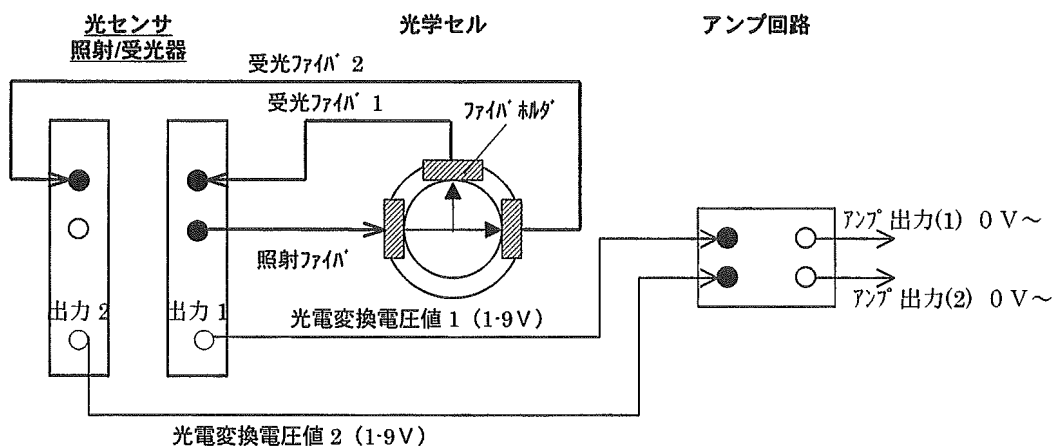 光センサ
照射/受光器
光学セル
アンプ回路
受光ﾌｧｲﾊﾞ 2
受光ﾌｧｲﾊﾞ 1
ﾌｧｲﾊﾞﾎﾙﾀﾞ
照射ﾌｧｲﾊﾞ
ｱﾝﾌﾟ出力(1) 0 V～
ｱﾝﾌﾟ出力(2) 0 V～
出力 2
出力 1
光電変換電圧値 1 (1-9V)
光電変換電圧値 2 (1-9V)